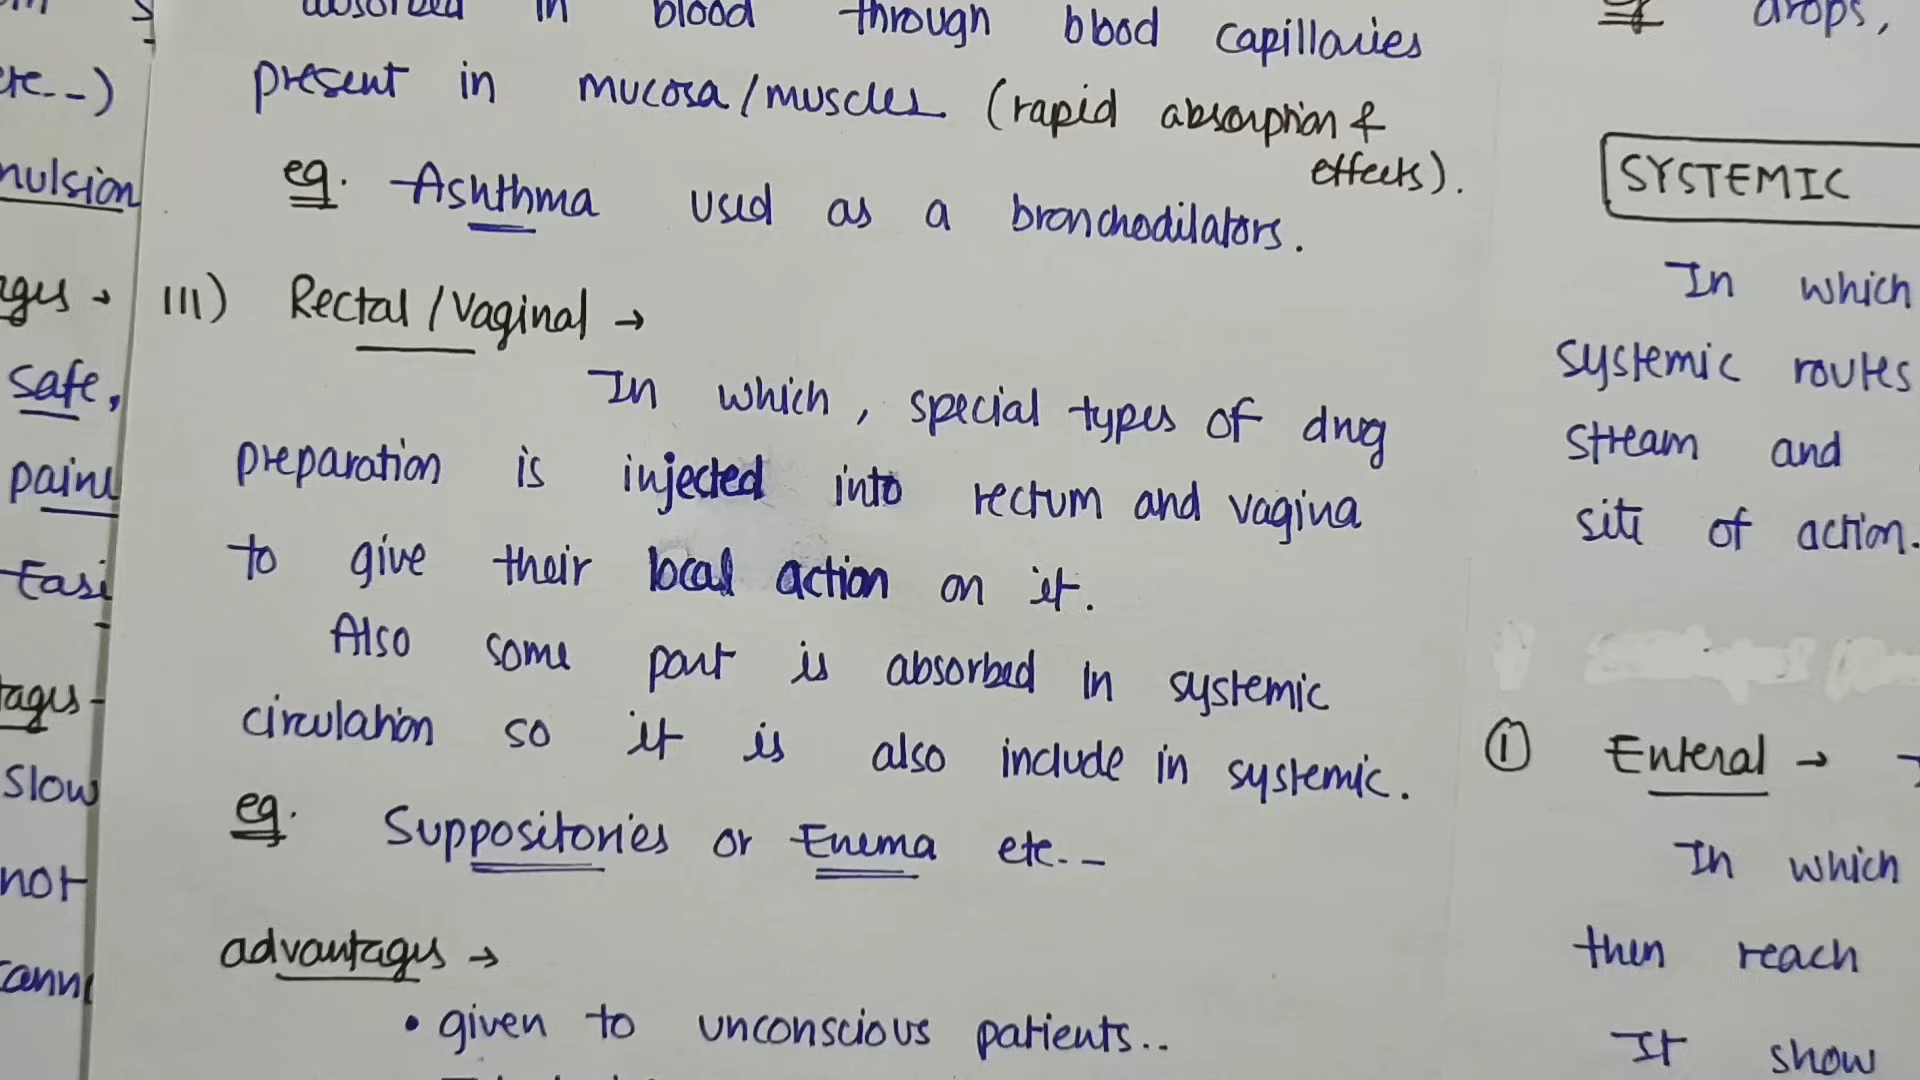 absorbed in blood through blood capillaries
present in mucosa/muscles (rapid absorption &
effects).
eg. Ashthma used as a bronchodilators.
III) Rectal/Vaginal →
In which, special types of drug
preparation is injected into rectum and vagina
to give their local action on it.
Also some part is absorbed in systemic
circulation so it is also include in systemic.
eg. Suppositories or Enema etc--
advantages →
• given to unconscious patients..
etc--)
safe,
slow
not
eg drops,
SYSTEMIC
In which
systemic routes
stream and
site of action.
① Enteral →
In which
then reach
It show